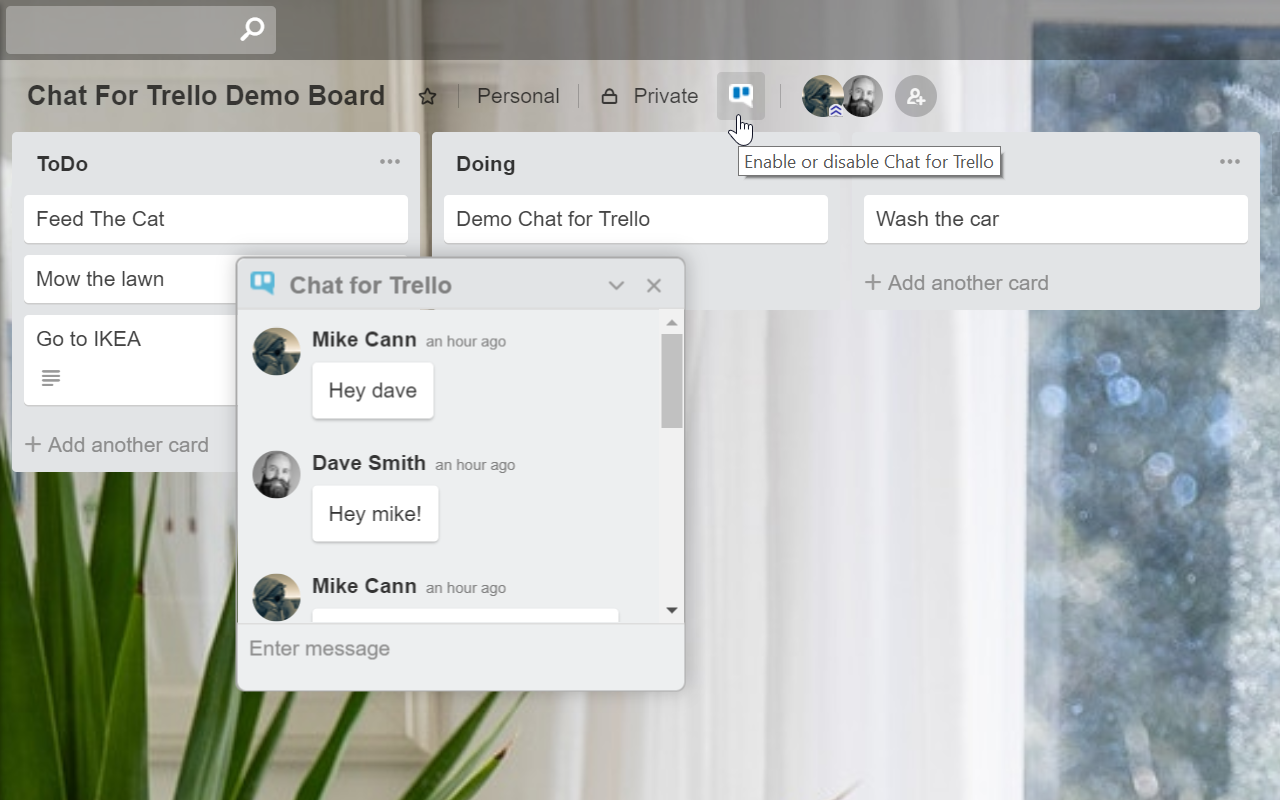 Chat For Trello Demo Board
Personal
Private
Enable or disable Chat for Trello
ToDo
Feed The Cat
Mow the lawn
Go to IKEA
+ Add another card
Doing
Demo Chat for Trello
Wash the car
+ Add another card
Chat for Trello
Mike Cann an hour ago
Hey dave
Dave Smith an hour ago
Hey mike!
Mike Cann an hour ago
Enter message